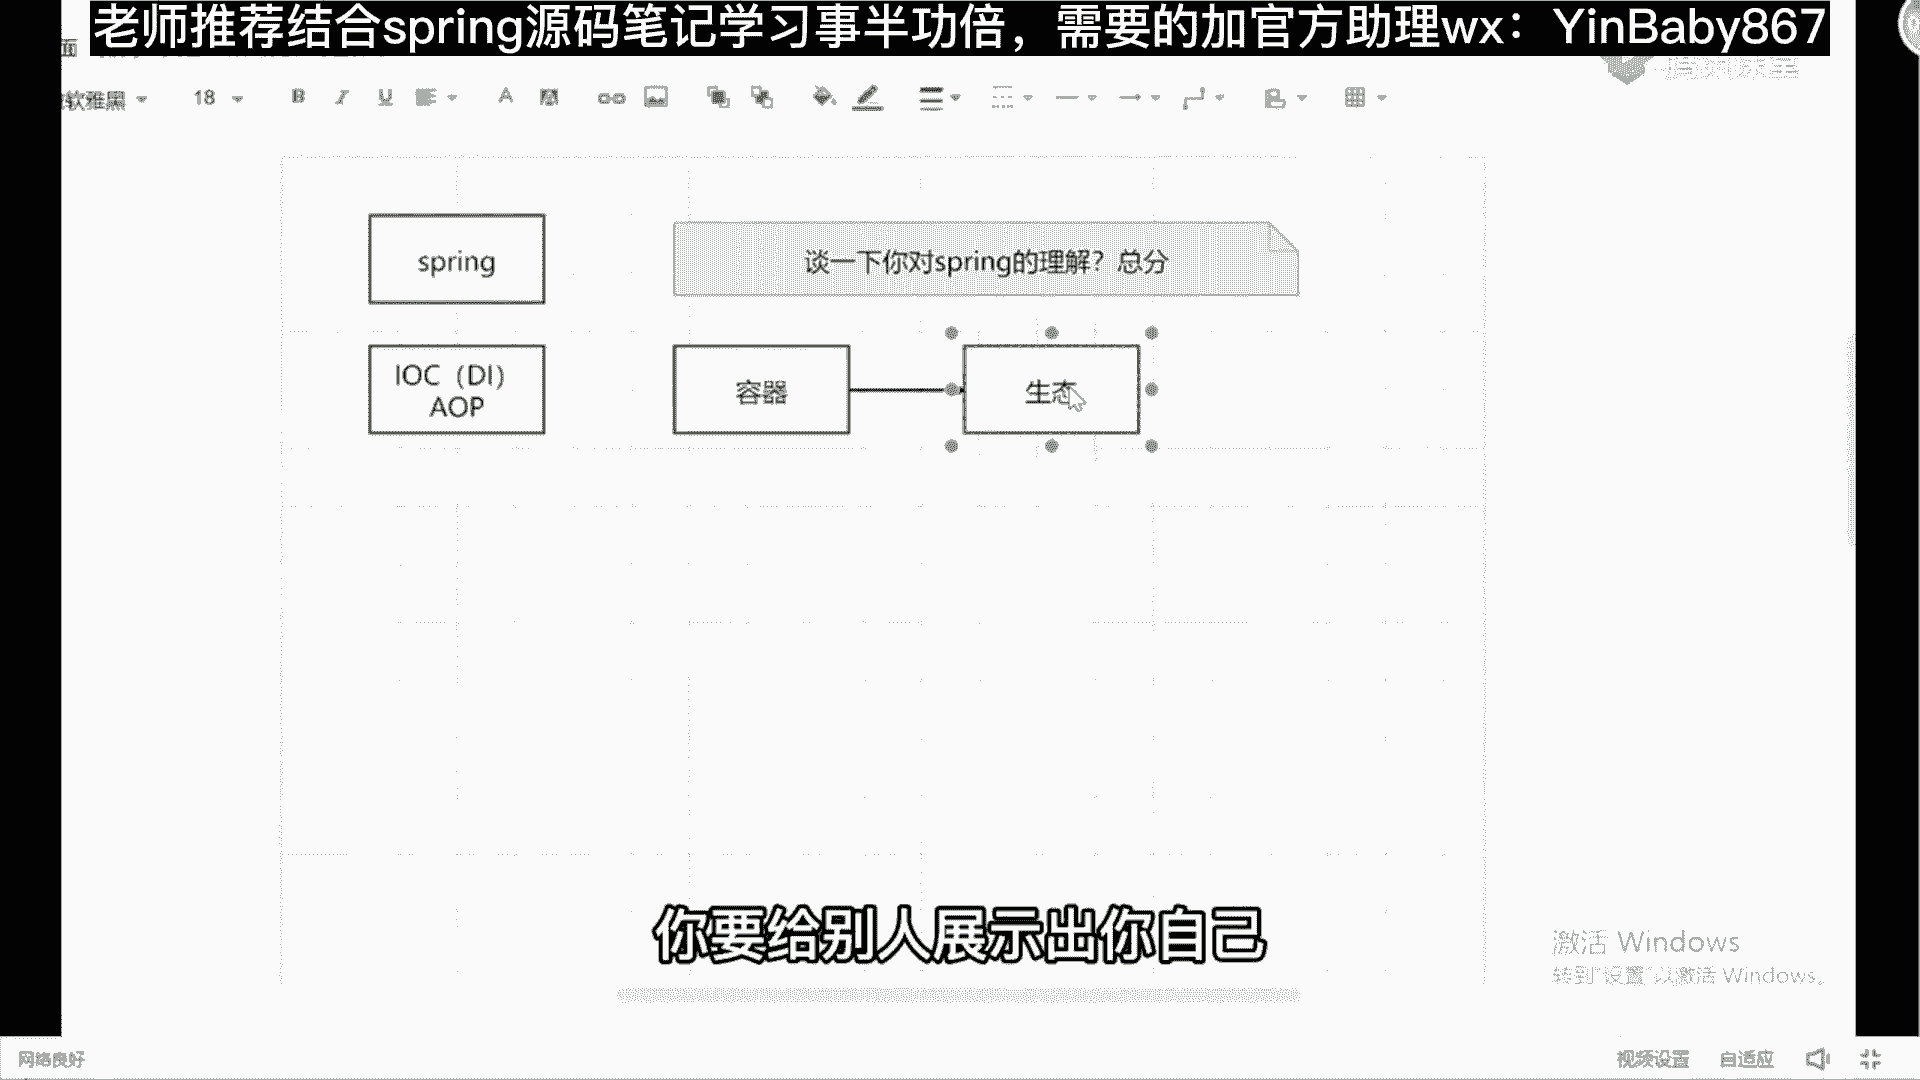 老师推荐结合spring源码笔记学习事半功倍，需要的加官方助理wx：YinBaby867
面
软雅黑
18
B I U
A
spring
谈一下你对spring的理解？总分
IOC（DI）
AOP
容器
生态
你要给别人展示出你自己
激活 Windows
转到“设置”以激活 Windows。
网络良好
视频设置
自适应